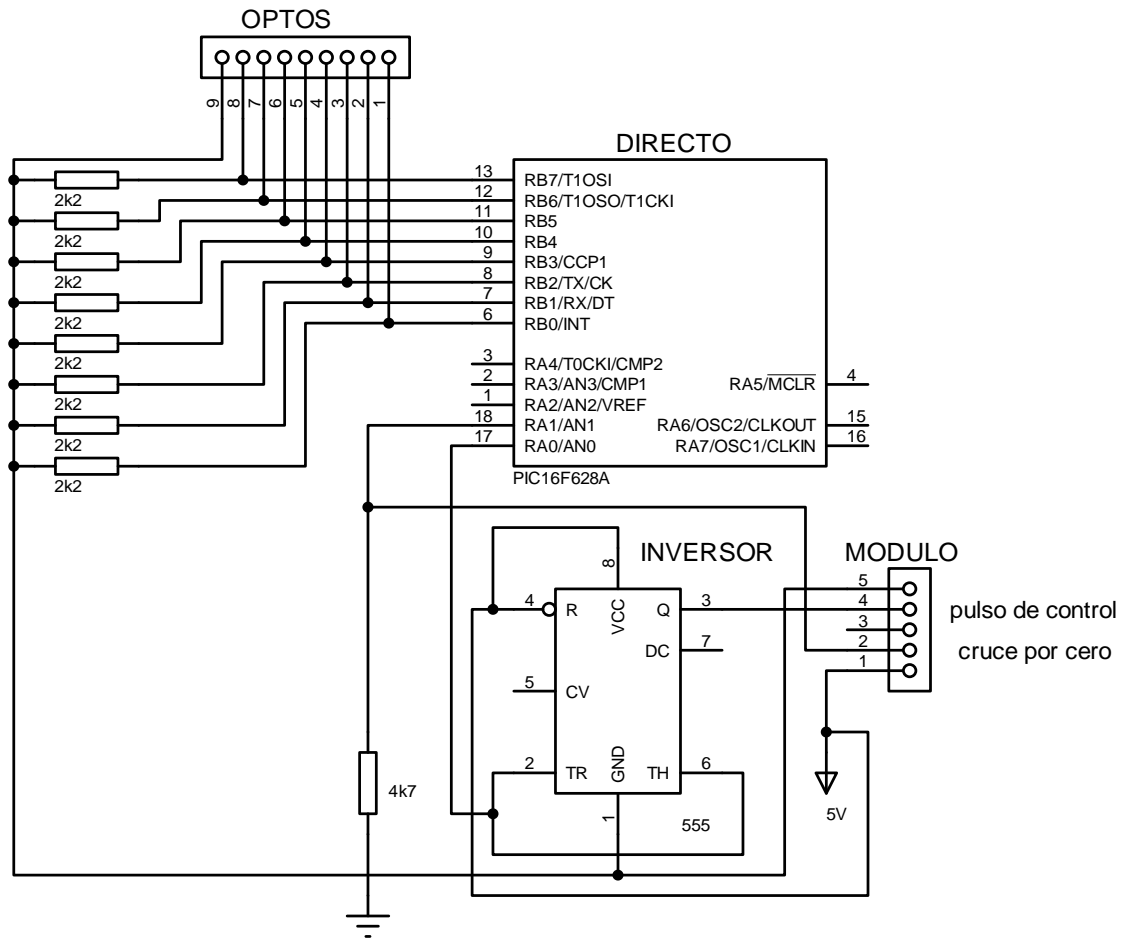 OPTOS
9 8 7 6 5 4 3 2 1
DIRECTO
13 RB7/T1OSI
12 RB6/T1OSO/T1CKI
11 RB5
10 RB4
9 RB3/CCP1
8 RB2/TX/CK
7 RB1/RX/DT
6 RB0/INT
3 RA4/T0CKI/CMP2
2 RA3/AN3/CMP1 RA5/MCLR 4
1 RA2/AN2/VREF
18 RA1/AN1 RA6/OSC2/CLKOUT 15
17 RA0/AN0 RA7/OSC1/CLKIN 16
PIC16F628A
2k2
2k2
2k2
2k2
2k2
2k2
2k2
2k2
INVERSOR
8 VCC
4 R Q 3
DC 7
5 CV
2 TR GND TH 6
1
555
4k7
MODULO
5
4 pulso de control
3
2 cruce por cero
1
5V